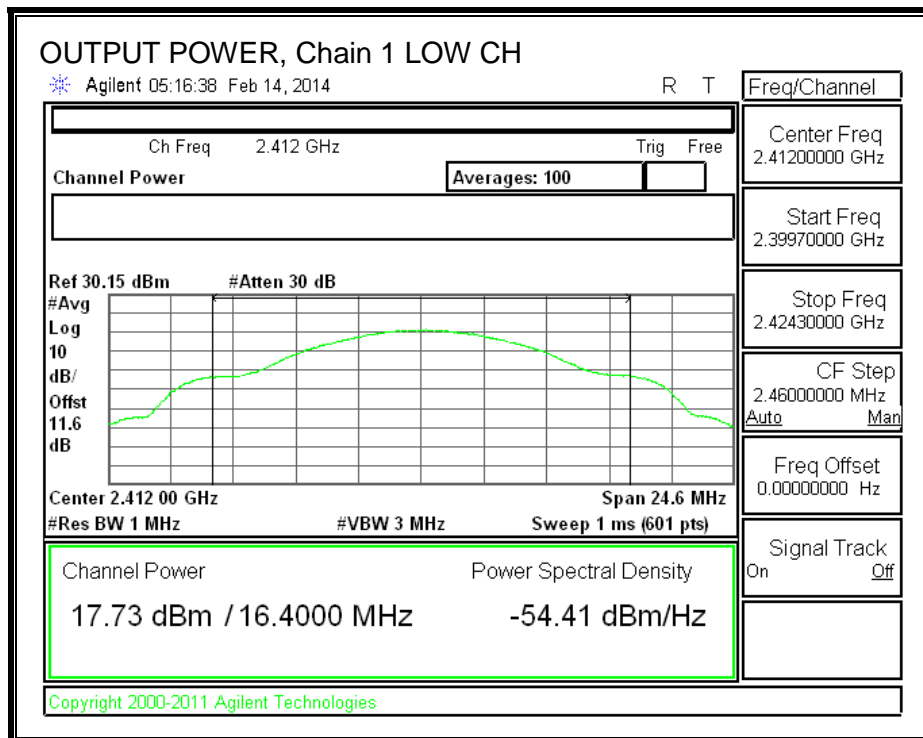 OUTPUT POWER, Chain 1 LOW CH
Agilent 05:16:38 Feb 14, 2014 R T
Freq/Channel
Ch Freq 2.412 GHz Trig Free
Channel Power Averages: 100
Center Freq
2.41200000 GHz
Start Freq
2.39970000 GHz
Ref 30.15 dBm #Atten 30 dB
#Avg
Log
10
dB/
Offst
11.6
dB
Stop Freq
2.42430000 GHz
CF Step
2.46000000 MHz
Auto Man
Freq Offset
0.00000000 Hz
Center 2.412 00 GHz Span 24.6 MHz
#Res BW 1 MHz #VBW 3 MHz Sweep 1 ms (601 pts)
Signal Track
On Off
Channel Power Power Spectral Density
17.73 dBm / 16.4000 MHz -54.41 dBm/Hz
Copyright 2000-2011 Agilent Technologies